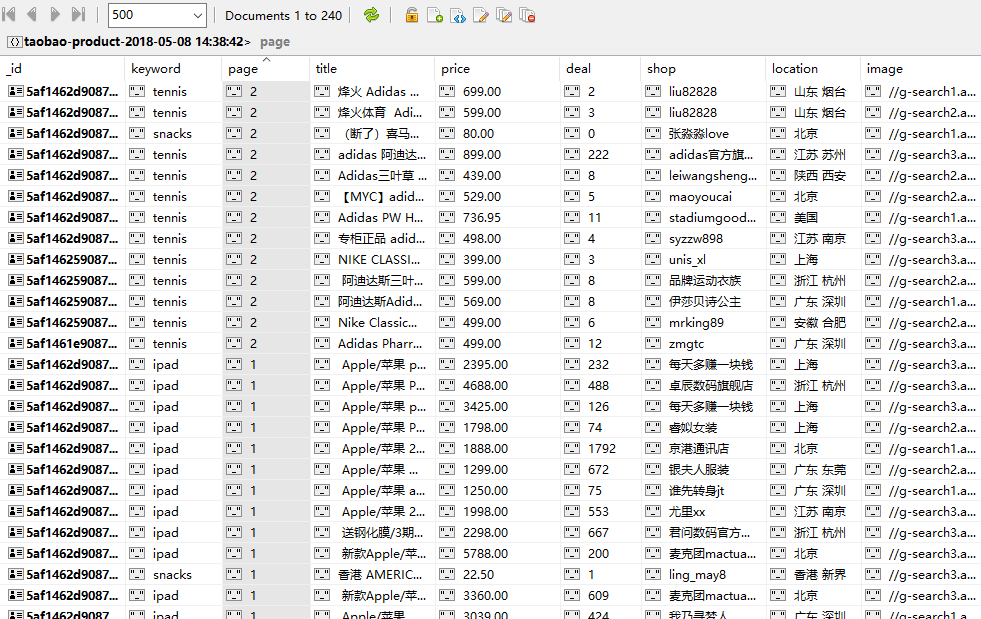 500 Documents 1 to 240
taobao-product-2018-05-08 14:38:42> page
_id keyword page title price deal shop location image
5af1462d9087... tennis 2 烽火 Adidas ... 699.00 2 liu82828 山东 烟台 //g-search1.a...
5af1462d9087... tennis 2 烽火体育 Adi... 599.00 3 liu82828 山东 烟台 //g-search2.a...
5af1462d9087... snacks 2 （断了）喜马... 80.00 0 张淼淼love 北京 //g-search1.a...
5af1462d9087... tennis 2 adidas 阿迪达... 899.00 222 adidas官方旗... 江苏 苏州 //g-search3.a...
5af1462d9087... tennis 2 Adidas三叶草 ... 439.00 8 leiwangsheng... 陕西 西安 //g-search2.a...
5af1462d9087... tennis 2 【MYC】adid... 529.00 5 maoyoucai 北京 //g-search2.a...
5af1462d9087... tennis 2 Adidas PW H... 736.95 11 stadiumgood... 美国 //g-search1.a...
5af1462d9087... tennis 2 专柜正品 adid... 498.00 4 syzzw898 江苏 南京 //g-search3.a...
5af146259087... tennis 2 NIKE CLASSI... 399.00 3 unis_xl 上海 //g-search3.a...
5af146259087... tennis 2 阿迪达斯三叶... 599.00 8 品牌运动衣族 浙江 杭州 //g-search2.a...
5af146259087... tennis 2 阿迪达斯Adid... 569.00 8 伊莎贝诗公主 广东 深圳 //g-search1.a...
5af146259087... tennis 2 Nike Classic... 499.00 6 mrking89 安徽 合肥 //g-search2.a...
5af1461e9087... tennis 2 Adidas Pharr... 499.00 12 zmgtc 广东 深圳 //g-search3.a...
5af1462d9087... ipad 1 Apple/苹果 p... 2395.00 232 每天多赚一块钱 上海 //g-search3.a...
5af1462d9087... ipad 1 Apple/苹果 P... 4688.00 488 卓辰数码旗舰店 浙江 杭州 //g-search3.a...
5af1462d9087... ipad 1 Apple/苹果 p... 3425.00 126 每天多赚一块钱 上海 //g-search3.a...
5af1462d9087... ipad 1 Apple/苹果 P... 1798.00 74 睿姒女装 上海 //g-search2.a...
5af1462d9087... ipad 1 Apple/苹果 2... 1888.00 1792 京港通讯店 北京 //g-search1.a...
5af1462d9087... ipad 1 Apple/苹果 ... 1299.00 672 银夫人服装 广东 东莞 //g-search2.a...
5af1462d9087... ipad 1 Apple/苹果 a... 1250.00 75 谁先转身jt 广东 深圳 //g-search1.a...
5af1462d9087... ipad 1 Apple/苹果 2... 1998.00 553 尤里xx 江苏 南京 //g-search3.a...
5af1462d9087... ipad 1 送钢化膜/3期... 2298.00 667 君问数码官方... 浙江 杭州 //g-search3.a...
5af1462d9087... ipad 1 新款Apple/苹... 5788.00 200 麦克团mactua... 北京 //g-search3.a...
5af1462d9087... snacks 1 香港 AMERIC... 22.50 1 ling_may8 香港 新界 //g-search3.a...
5af1462d9087... ipad 1 新款Apple/苹... 3360.00 609 麦克团mactua... 北京 //g-search3.a...
5af1462d9087... ipad 1 Apple/苹果 3039.00 424 我乃寻梦人 广东 深圳 //g-search1.a...